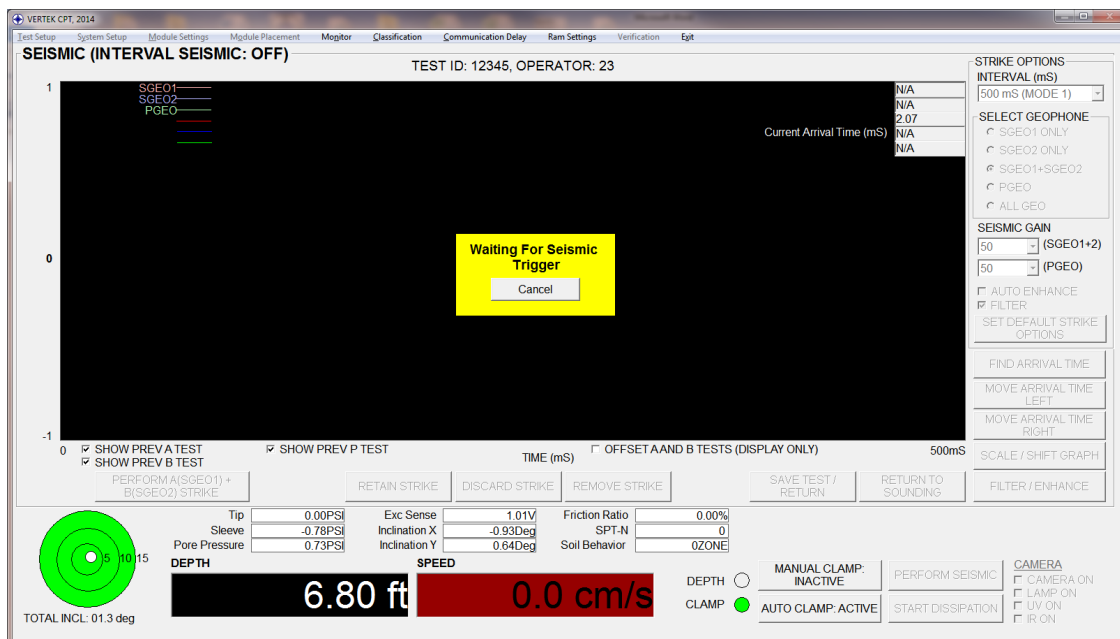 VERTEK CPT, 2014
Test Setup System Setup Module Settings Module Placement Monitor Classification Communication Delay Ram Settings Verification Exit
SEISMIC (INTERVAL SEISMIC: OFF)
TEST ID: 12345, OPERATOR: 23
1
SGEO1
SGEO2
PGEO
Current Arrival Time (mS)
N/A
N/A
2.07
N/A
N/A
0
Waiting For Seismic
Trigger
Cancel
-1
0
TIME (mS)
500mS
SHOW PREV A TEST
SHOW PREV B TEST
SHOW PREV P TEST
OFFSET A AND B TESTS (DISPLAY ONLY)
PERFORM A(SGEO1) +
B(SGEO2) STRIKE
RETAIN STRIKE
DISCARD STRIKE
REMOVE STRIKE
SAVE TEST /
RETURN
RETURN TO
SOUNDING
STRIKE OPTIONS
INTERVAL (mS)
500 mS (MODE 1)
SELECT GEOPHONE
SGEO1 ONLY
SGEO2 ONLY
SGEO1+SGEO2
PGEO
ALL GEO
SEISMIC GAIN
50 (SGEO1+2)
50 (PGEO)
AUTO ENHANCE
FILTER
SET DEFAULT STRIKE
OPTIONS
FIND ARRIVAL TIME
MOVE ARRIVAL TIME
LEFT
MOVE ARRIVAL TIME
RIGHT
SCALE / SHIFT GRAPH
FILTER / ENHANCE
5 10 15
TOTAL INCL: 01.3 deg
Tip 0.00PSI
Sleeve -0.78PSI
Pore Pressure 0.73PSI
Exc Sense 1.01V
Inclination X -0.93Deg
Inclination Y 0.64Deg
Friction Ratio 0.00%
SPT-N 0
Soil Behavior 0ZONE
DEPTH
6.80 ft
SPEED
0.0 cm/s
DEPTH
CLAMP
MANUAL CLAMP:
INACTIVE
AUTO CLAMP: ACTIVE
PERFORM SEISMIC
START DISSIPATION
CAMERA
CAMERA ON
LAMP ON
UV ON
IR ON